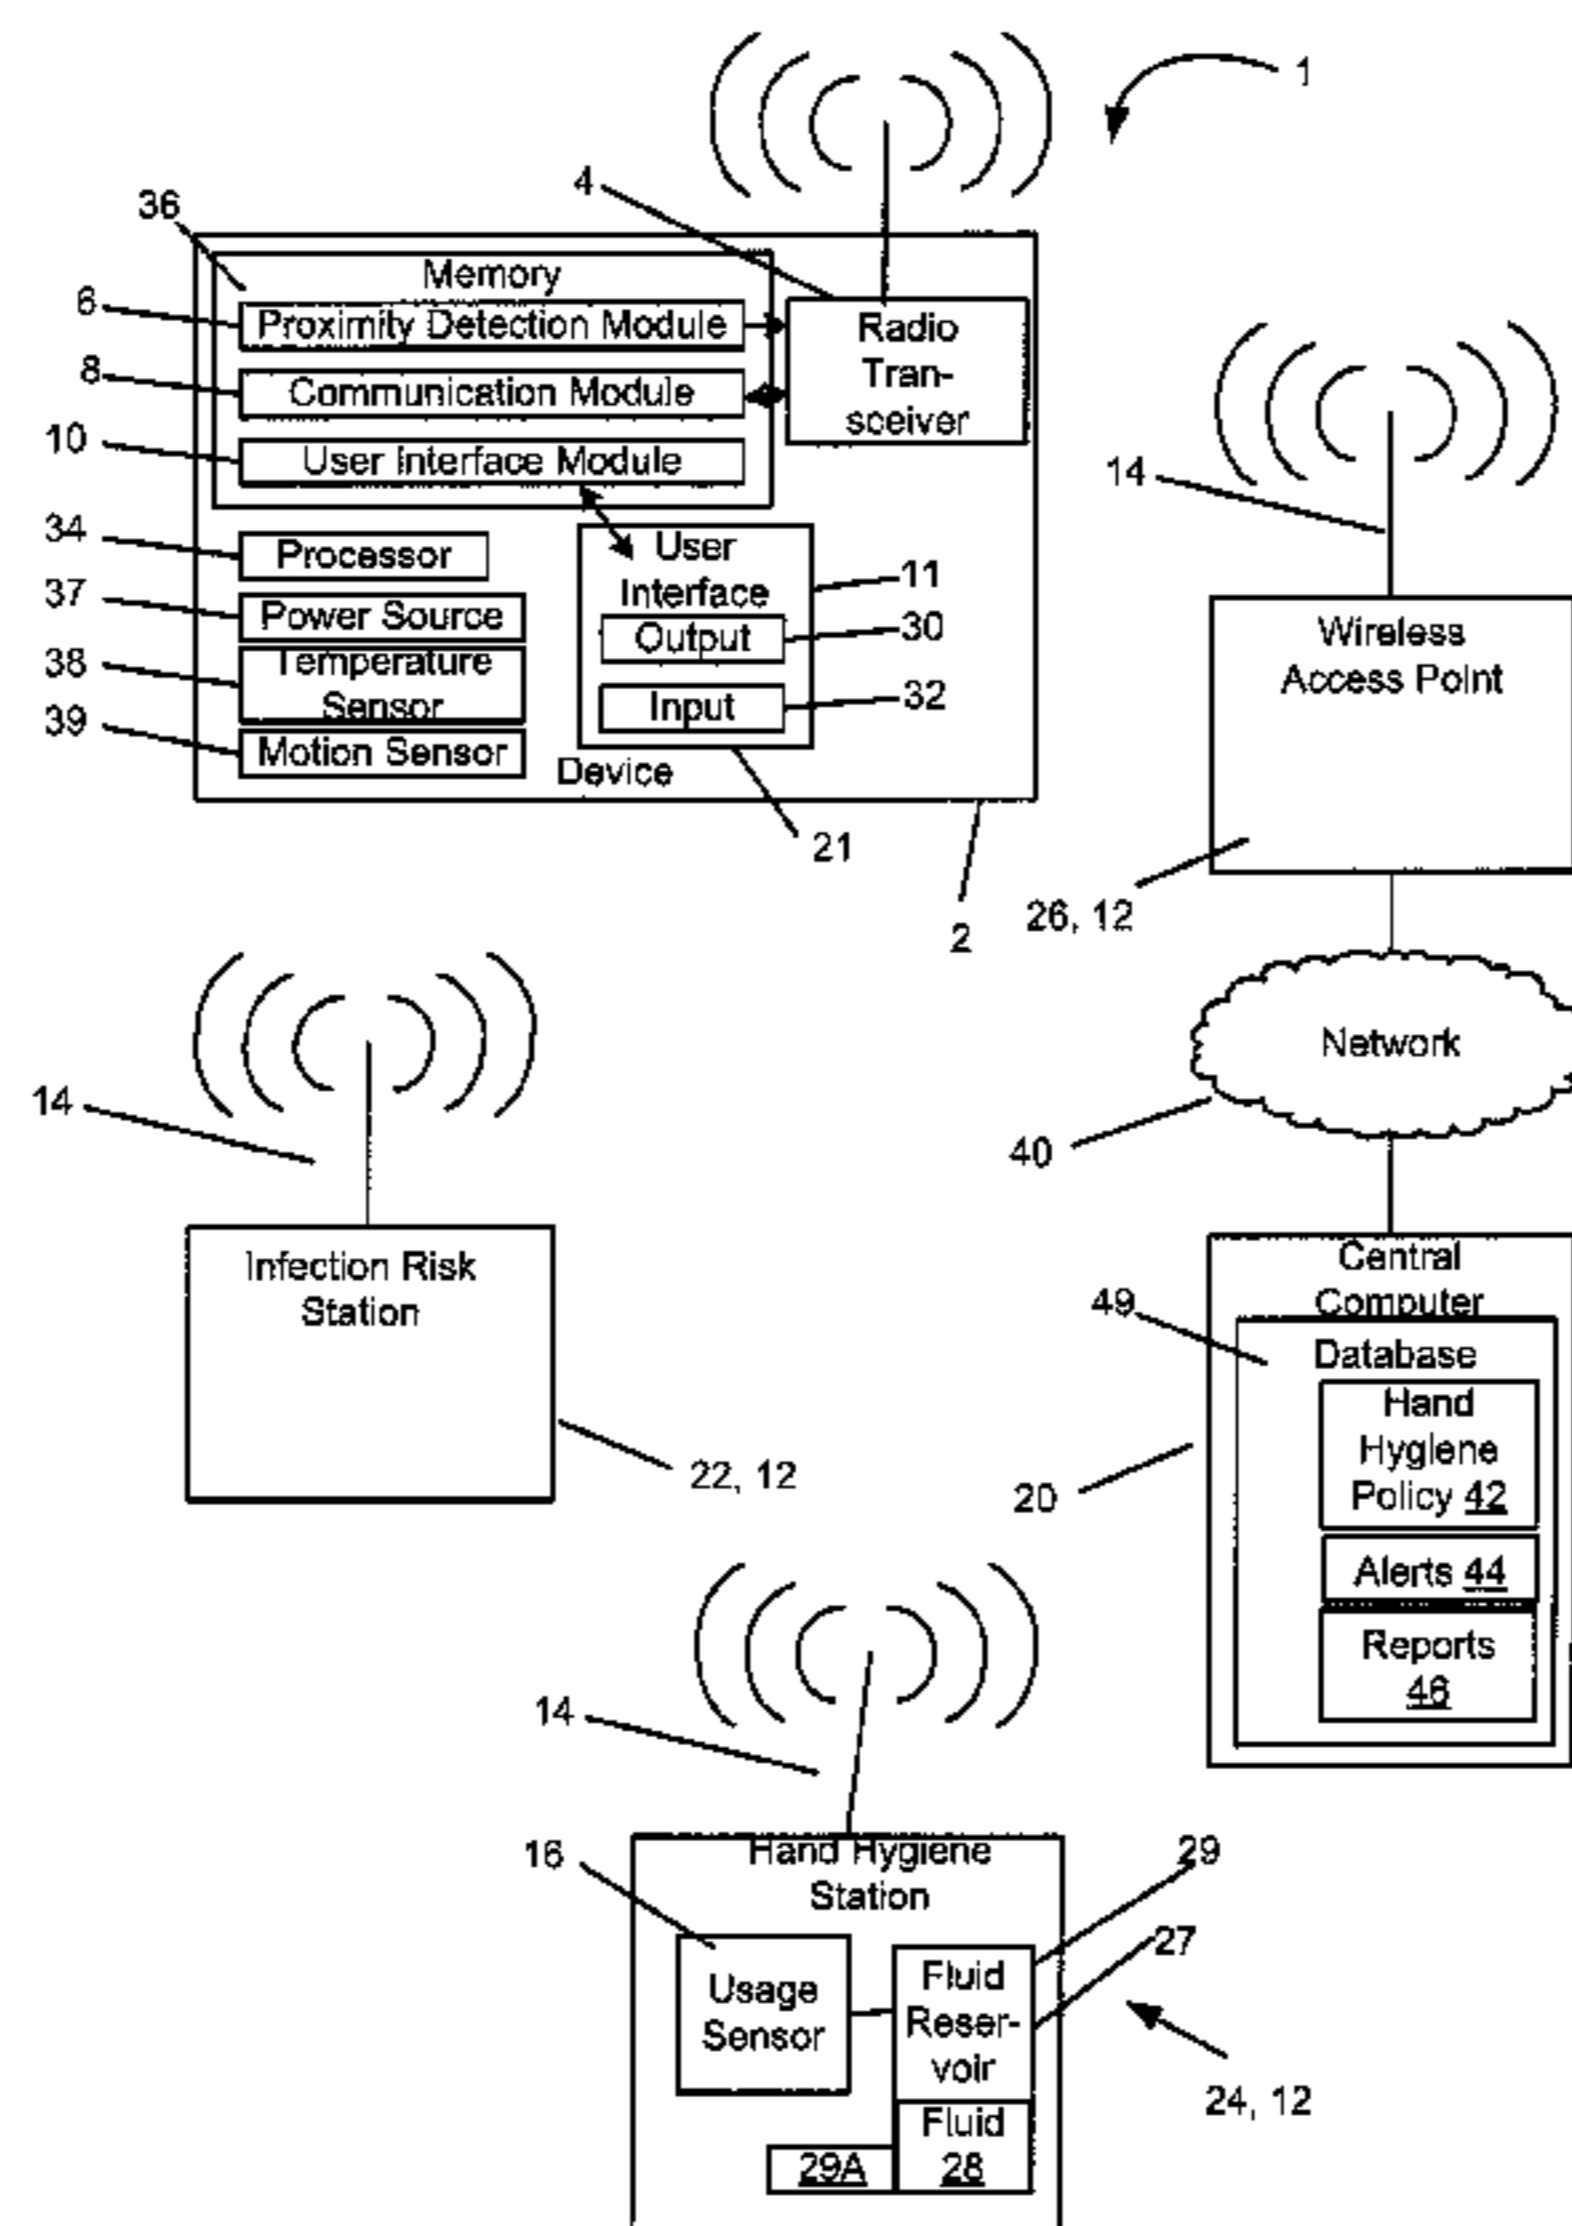 1
4
36
Memory
6
Proximity Detection Module
Radio
Tran-
sceiver
8
Communication Module
10
User Interface Module
14
34
Processor
User
Interface
11
37
Power Source
Output
30
38
Temperature
Sensor
Input
32
39
Motion Sensor
Device
21
2
Wireless
Access Point
26, 12
Network
40
14
Infection Risk
Station
22, 12
Central
Computer
49
Database
Hand
Hygiene
Policy 42
20
Alerts 44
Reports
46
14
16
Hand Hygiene
Station
29
27
Usage
Sensor
Fluid
Reser-
voir
24, 12
Fluid
28
29A